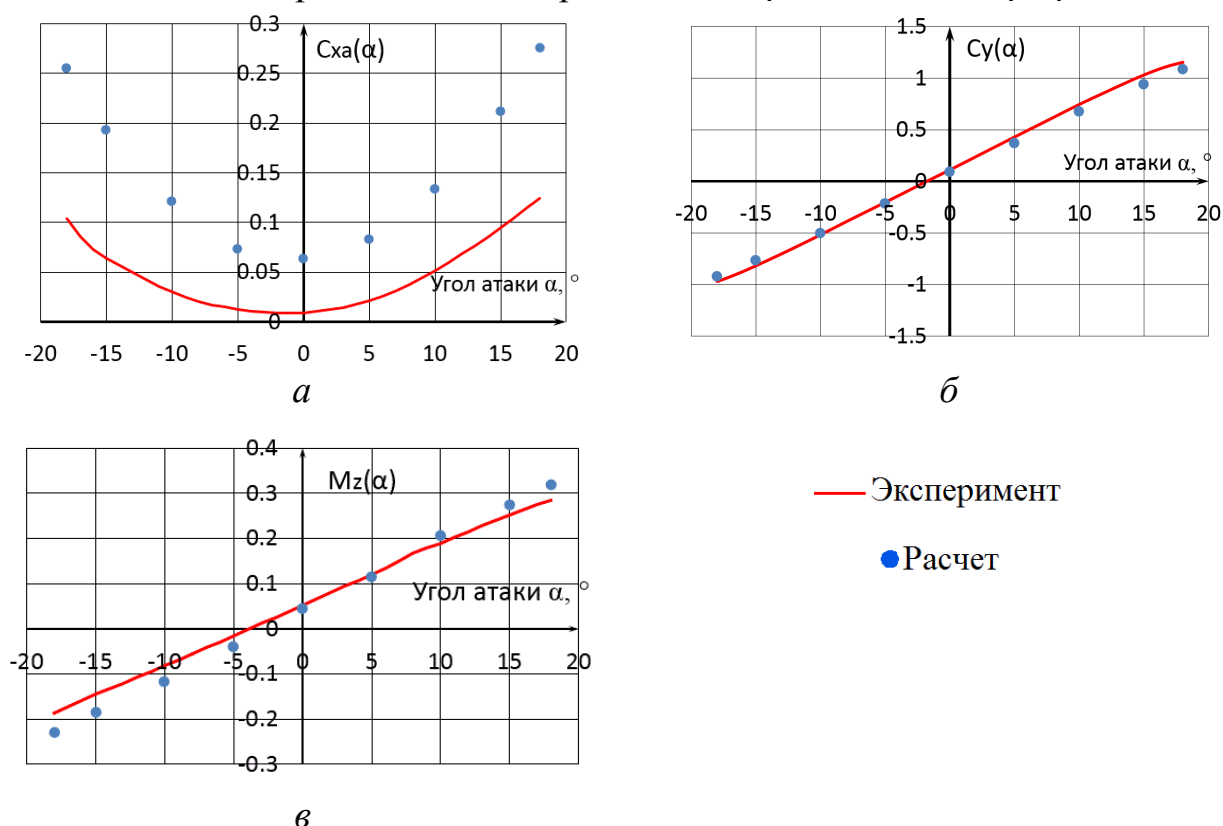 0.3
Cxa(α)
0.25
0.2
0.15
0.1
0.05
Угол атаки α, °
0
-20 -15 -10 -5 0 5 10 15 20
а
1.5
Cy(α)
1
0.5
Угол атаки α, °
0
-20 -15 -10 -5 0 5 10 15 20
-0.5
-1
-1.5
б
0.4
Mz(α)
0.3
0.2
0.1
Угол атаки α, °
0
-20 -15 -10 -5 0 5 10 15 20
-0.1
-0.2
-0.3
в
Эксперимент
Расчет